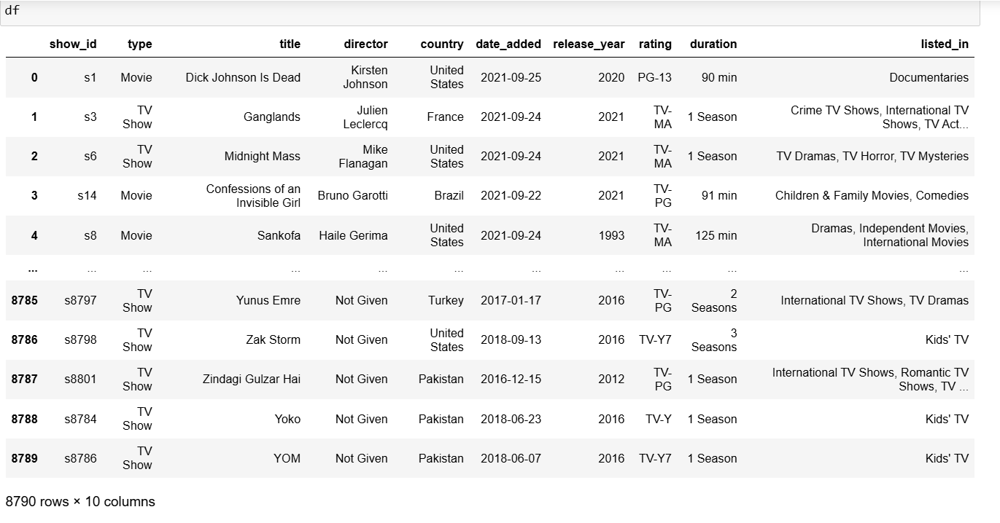 df
show_id type title director country date_added release_year rating duration listed_in
0 s1 Movie Dick Johnson Is Dead Kirsten Johnson United States 2021-09-25 2020 PG-13 90 min Documentaries
1 s3 TV Show Ganglands Julien Leclercq France 2021-09-24 2021 TV-MA 1 Season Crime TV Shows, International TV Shows, TV Act...
2 s6 TV Show Midnight Mass Mike Flanagan United States 2021-09-24 2021 TV-MA 1 Season TV Dramas, TV Horror, TV Mysteries
3 s14 Movie Confessions of an Invisible Girl Bruno Garotti Brazil 2021-09-22 2021 TV-PG 91 min Children & Family Movies, Comedies
4 s8 Movie Sankofa Haile Gerima United States 2021-09-24 1993 TV-MA 125 min Dramas, Independent Movies, International Movies
... ... ... ... ... ... ... ... ... ... ...
8785 s8797 TV Show Yunus Emre Not Given Turkey 2017-01-17 2016 TV-PG 2 Seasons International TV Shows, TV Dramas
8786 s8798 TV Show Zak Storm Not Given United States 2018-09-13 2016 TV-Y7 3 Seasons Kids' TV
8787 s8801 TV Show Zindagi Gulzar Hai Not Given Pakistan 2016-12-15 2012 TV-PG 1 Season International TV Shows, Romantic TV Shows, TV ...
8788 s8784 TV Show Yoko Not Given Pakistan 2018-06-23 2016 TV-Y 1 Season Kids' TV
8789 s8786 TV Show YOM Not Given Pakistan 2018-06-07 2016 TV-Y7 1 Season Kids' TV
8790 rows × 10 columns